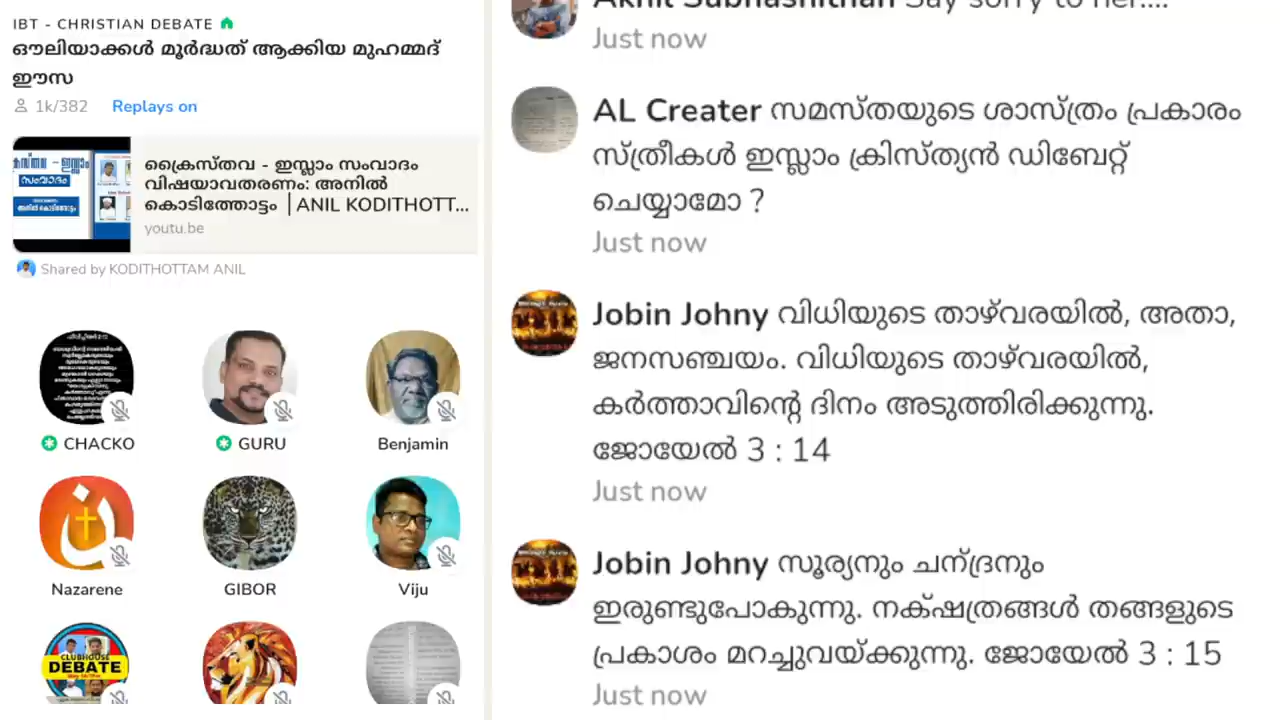 IBT - CHRISTIAN DEBATE
ഔലിയാക്കൾ മൂർദ്ധത് ആക്കിയ മുഹമ്മദ്
ഈസ
1k/382 Replays on
ക്രൈസ്തവ - ഇസ്ലാം സംവാദം
വിഷയാവതരണം: അനിൽ
കൊടിത്തോട്ടം |ANIL KODITHOTT...
youtu.be
സംവാദം
Shared by KODITHOTTAM ANIL
CHACKO
GURU
Benjamin
Nazarene
GIBOR
Viju
CLUBHOUSE
DEBATE
Say sorry to her....
Just now
AL Creater സമസ്തയുടെ ശാസ്ത്രം പ്രകാരം
സ്ത്രീകൾ ഇസ്ലാം ക്രിസ്ത്യൻ ഡിബേറ്റ്
ചെയ്യാമോ ?
Just now
Jobin Johny വിധിയുടെ താഴ്‌വരയിൽ, അതാ,
ജനസഞ്ചയം. വിധിയുടെ താഴ്‌വരയിൽ,
കർത്താവിന്റെ ദിനം അടുത്തിരിക്കുന്നു.
ജോയേൽ 3 : 14
Just now
Jobin Johny സൂര്യനും ചന്ദ്രനും
ഇരുണ്ടുപോകുന്നു. നക്‌ഷത്രങ്ങൾ തങ്ങളുടെ
പ്രകാശം മറച്ചുവയ്ക്കുന്നു. ജോയേൽ 3 : 15
Just now